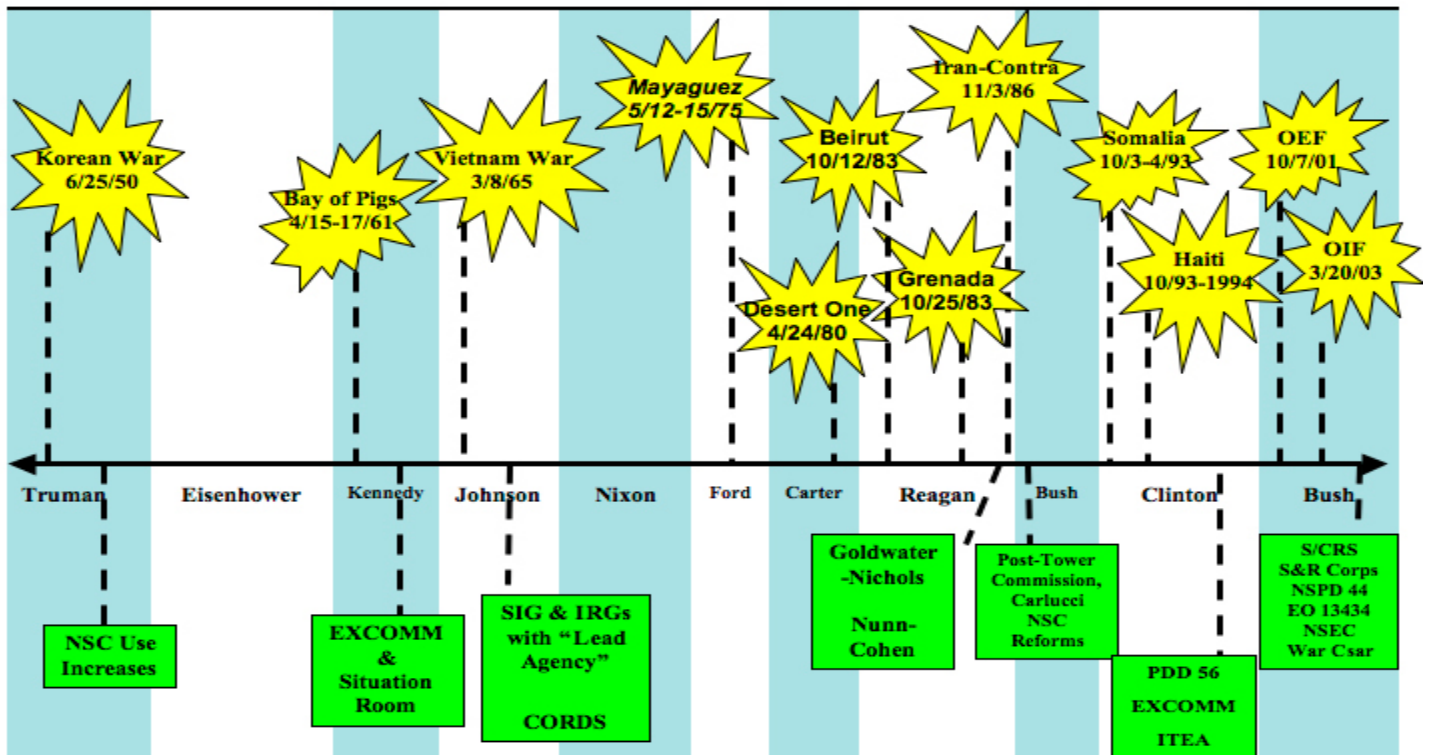 Korean War
6/25/50
Bay of Pigs
4/15-17/61
Vietnam War
3/8/65
Mayaguez
5/12-15/75
Desert One
4/24/80
Beirut
10/12/83
Grenada
10/25/83
Iran-Contra
11/3/86
Somalia
10/3-4/93
Haiti
10/93-1994
OEF
10/7/01
OIF
3/20/03
Truman
Eisenhower
Kennedy
Johnson
Nixon
Ford
Carter
Reagan
Bush
Clinton
Bush
NSC Use
Increases
EXCOMM
&
Situation
Room
SIG & IRGs
with “Lead
Agency”
CORDS
Goldwater
-Nichols
Nunn-
Cohen
Post-Tower
Commission,
Carlucci
NSC
Reforms
PDD 56
EXCOMM
ITEA
S/CRS
S&R Corps
NSPD 44
EO 13434
NSEC
War Csar